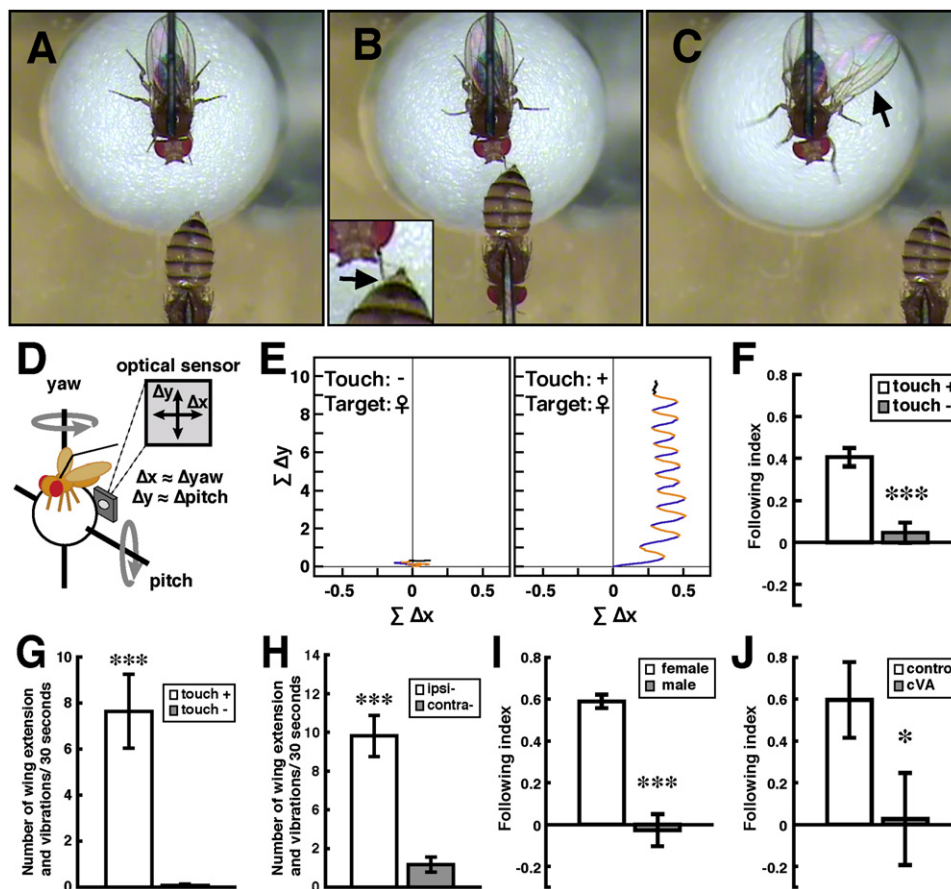 A
B
C
D
yaw
optical sensor
Δy
Δx
Δx ≈ Δyaw
Δy ≈ Δpitch
pitch
E
Touch: -
Target: ♀
Touch: +
Target: ♀
Σ Δy
10
8
6
4
2
0
-0.5
0
0.5
-0.5
0
0.5
Σ Δx
Σ Δx
F
touch +
touch -
Following index
0.8
0.4
0.2
0
-0.2
***
G
Number of wing extension
and vibrations/ 30 seconds
10
8
6
4
2
0
***
touch +
touch -
H
Number of wing extension
and vibrations/ 30 seconds
14
12
10
8
6
4
2
0
***
ipsi-
contra-
I
Following index
0.8
0.6
0.4
0.2
0
-0.2
female
male
***
J
Following index
0.8
0.6
0.4
0.2
0
-0.2
contro
cVA
*